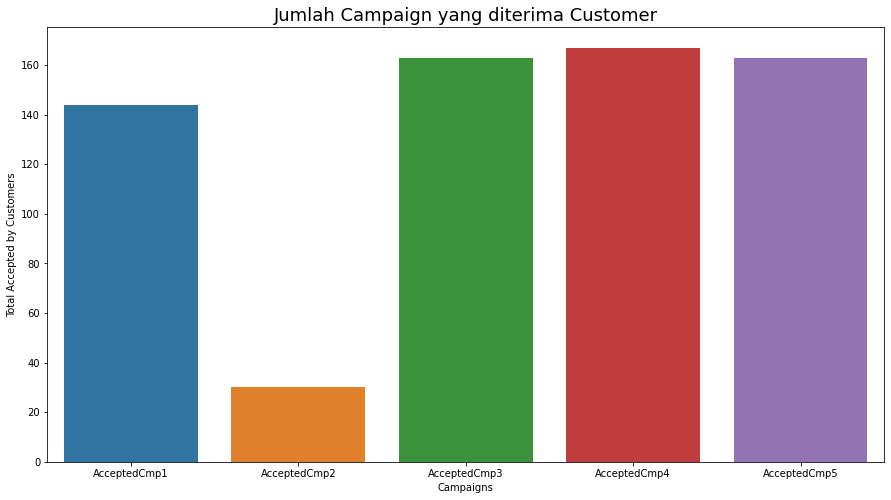 Jumlah Campaign yang diterima Customer
Total Accepted by Customers
160
140
120
100
80
60
40
20
0
AcceptedCmp1 AcceptedCmp2 AcceptedCmp3 AcceptedCmp4 AcceptedCmp5
Campaigns